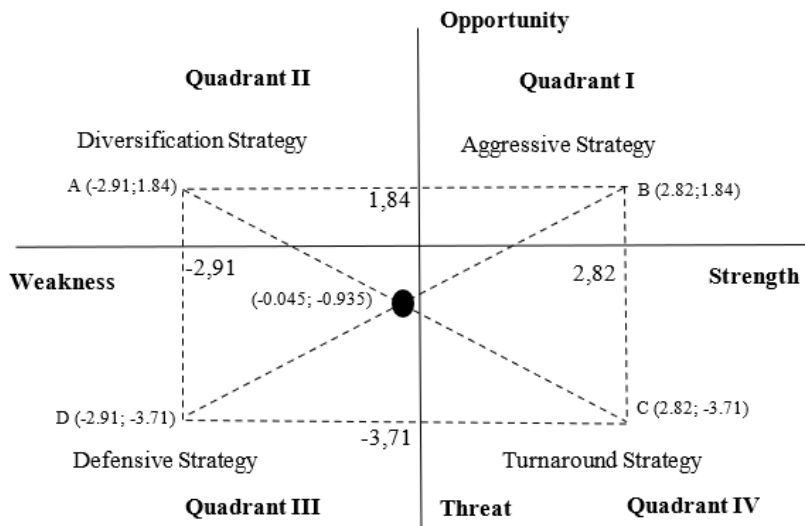 Opportunity
Quadrant II
Quadrant I
Diversification Strategy
Aggressive Strategy
A (-2.91;1.84)
1,84
B (2.82;1.84)
Weakness
-2,91
2,82
Strength
(-0.045; -0.935)
D (-2.91; -3.71)
-3,71
C (2.82; -3.71)
Defensive Strategy
Turnaround Strategy
Quadrant III
Threat
Quadrant IV